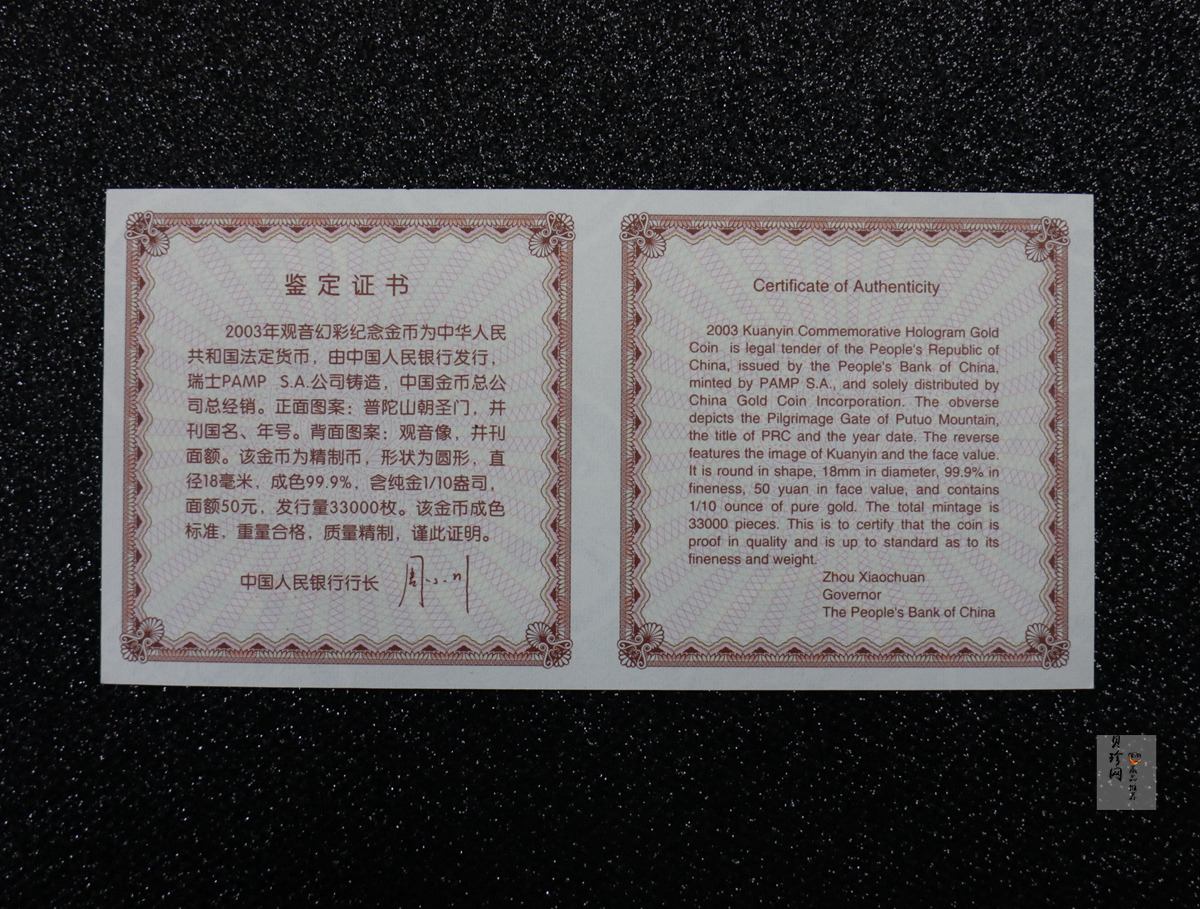 鉴定证书
2003年观音幻彩纪念金币为中华人民
共和国法定货币，由中国人民银行发行，
瑞士PAMP S.A.公司铸造，中国金币总公
司总经销。正面图案：普陀山朝圣门，并
刊国名、年号。背面图案：观音像，并刊
面额。该金币为精制币，形状为圆形，直
径18毫米，成色99.9%，含纯金1/10盎司，
面额50元，发行量33000枚。该金币成色
标准，重量合格，质量精制，谨此证明。
中国人民银行行长 周小川
Certificate of Authenticity
2003 Kuanyin Commemorative Hologram Gold
Coin is legal tender of the People's Republic of
China, issued by the People's Bank of China,
minted by PAMP S.A., and solely distributed by
China Gold Coin Incorporation. The obverse
depicts the Pilgrimage Gate of Putuo Mountain,
the title of PRC and the year date. The reverse
features the image of Kuanyin and the face value.
It is round in shape, 18mm in diameter, 99.9% in
fineness, 50 yuan in face value, and contains
1/10 ounce of pure gold. The total mintage is
33000 pieces. This is to certify that the coin is
proof in quality and is up to standard as to its
fineness and weight.
Zhou Xiaochuan
Governor
The People's Bank of China
贝珍网